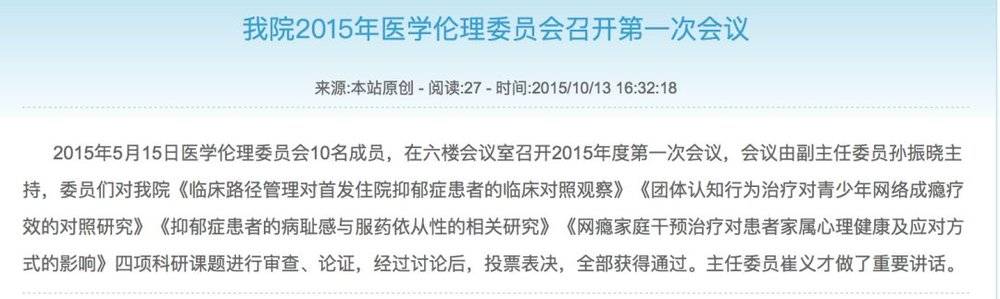 我院2015年医学伦理委员会召开第一次会议
来源:本站原创 - 阅读:27 - 时间:2015/10/13 16:32:18
2015年5月15日医学伦理委员会10名成员，在六楼会议室召开2015年度第一次会议，会议由副主任委员孙振晓主
持，委员们对我院《临床路径管理对首发住院抑郁症患者的临床对照观察》《团体认知行为治疗对青少年网络成瘾疗
效的对照研究》《抑郁症患者的病耻感与服药依从性的相关研究》《网瘾家庭干预治疗对患者家属心理健康及应对方
式的影响》四项科研课题进行审查、论证，经过讨论后，投票表决，全部获得通过。主任委员崔义才做了重要讲话。